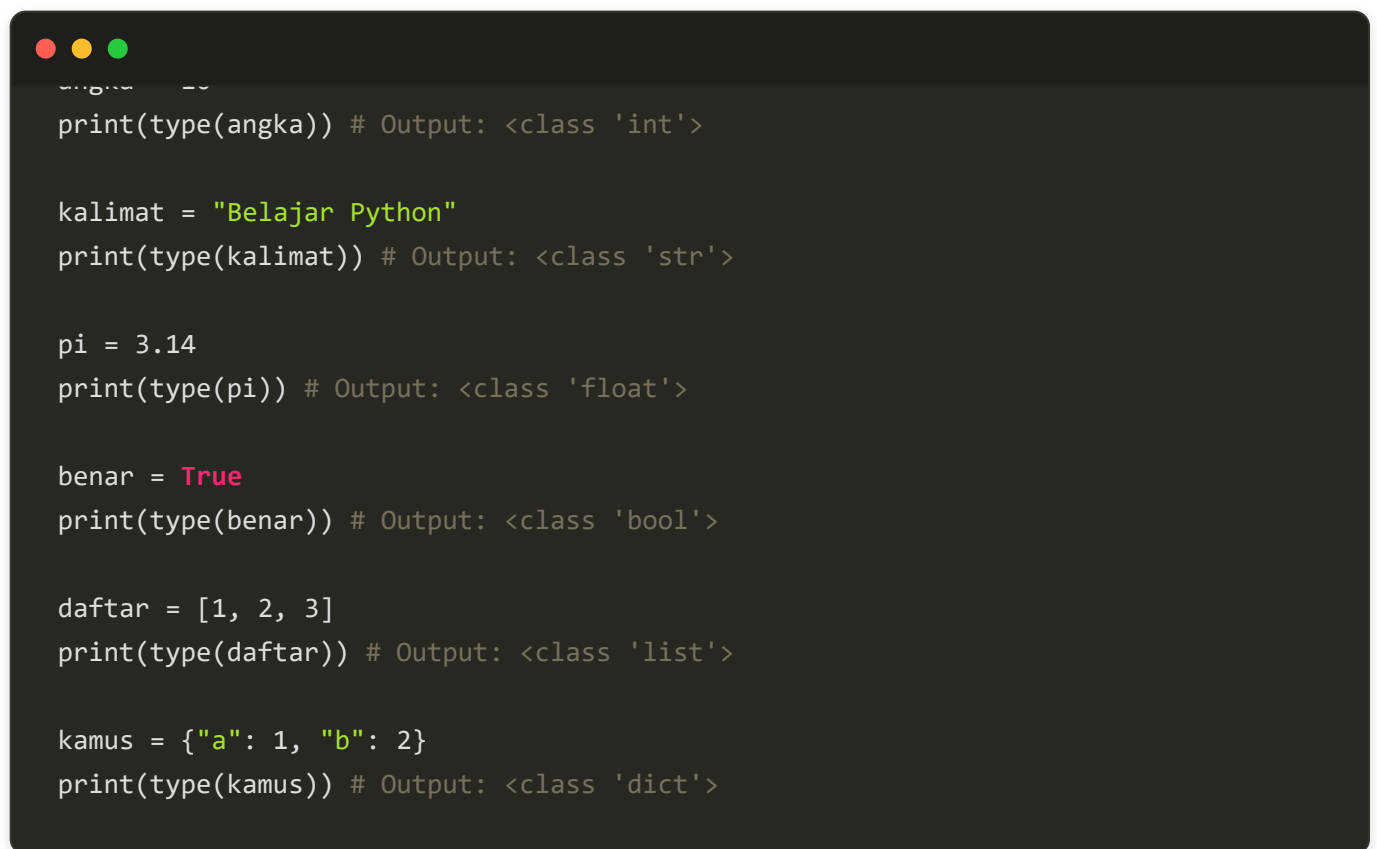 print(type(angka)) # Output: <class 'int'>
kalimat = "Belajar Python"
print(type(kalimat)) # Output: <class 'str'>
pi = 3.14
print(type(pi)) # Output: <class 'float'>
benar = True
print(type(benar)) # Output: <class 'bool'>
daftar = [1, 2, 3]
print(type(daftar)) # Output: <class 'list'>
kamus = {"a": 1, "b": 2}
print(type(kamus)) # Output: <class 'dict'>